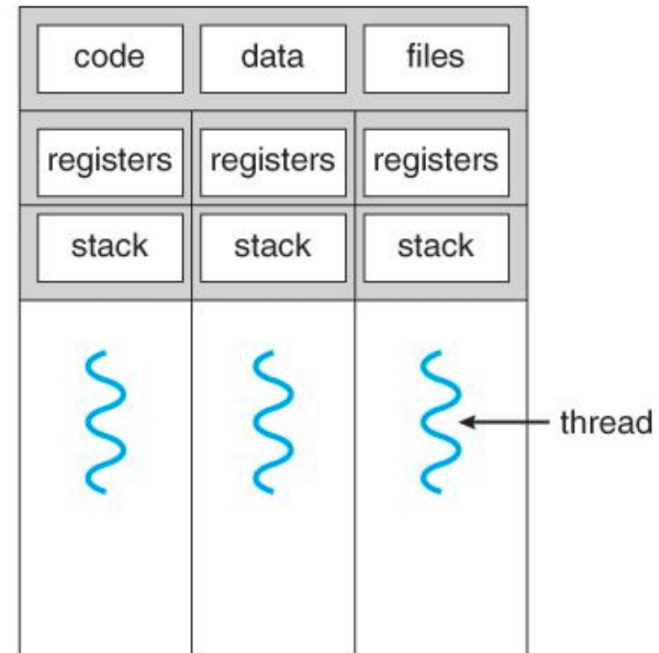 code data files
registers registers registers
stack stack stack
thread